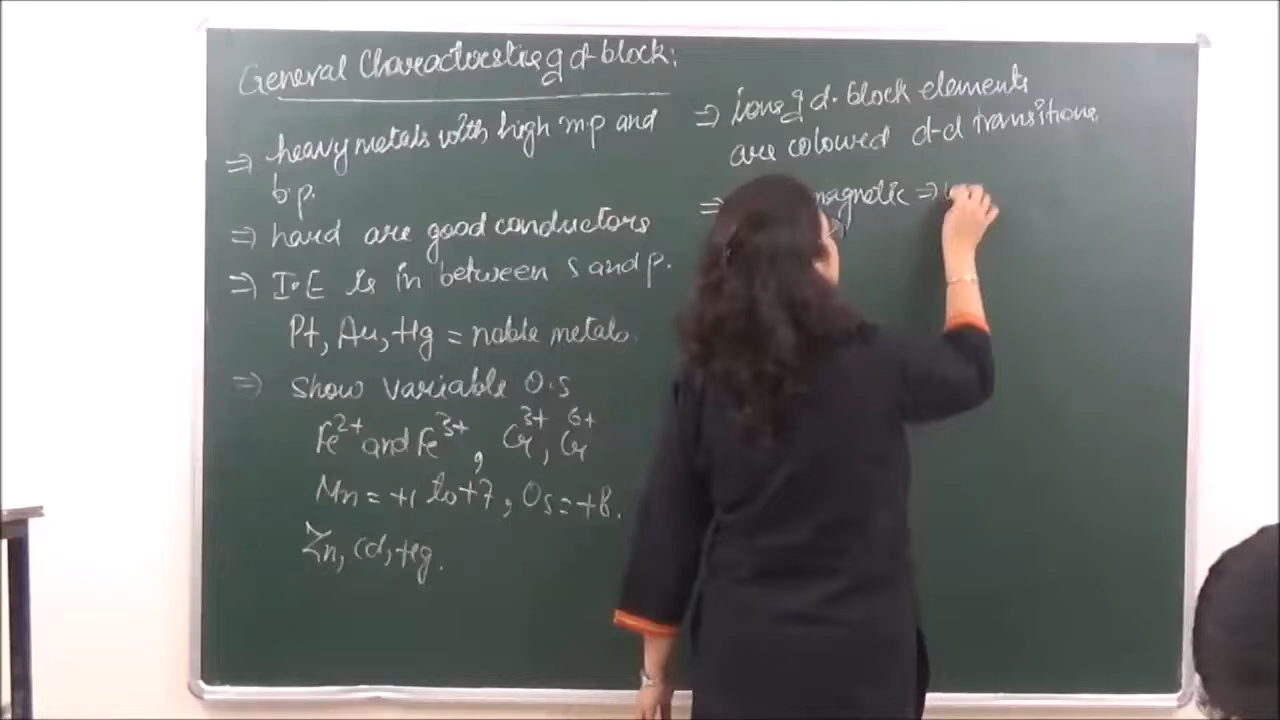 General Characteristic of d-block:
⇒ heavy metals with high m.p and
b.p.
⇒ hard are good conductors
⇒ I.E is in between s and p.
Pt, Au, Hg = noble metals.
⇒ show variable O.S
Fe²⁺ and Fe³⁺, Cr³⁺, Cr⁶⁺
Mn = +1 to +7, Os = +8.
Zn, Cd, Hg.
⇒ Ions of d-block elements
are coloured d-d transitions
⇒ magnetic ⇒